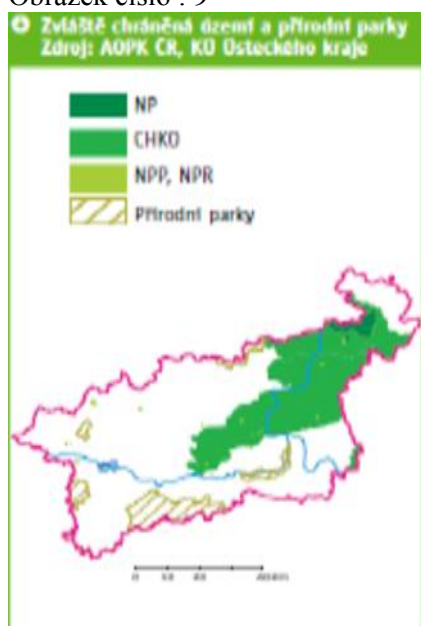 Obrázek číslo : 9
Zvláště chráněná území a přírodní parky
Zdroj: AOPK ČR, KÚ Ústeckého kraje
NP
CHKO
NPP, NPR
Přírodní parky
0